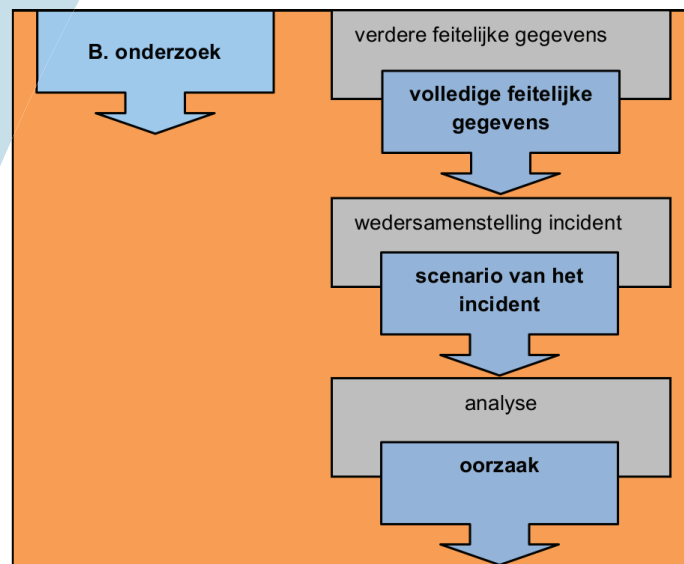 B. onderzoek
verdere feitelijke gegevens
volledige feitelijke
gegevens
wedersamenstelling incident
scenario van het
incident
analyse
oorzaak